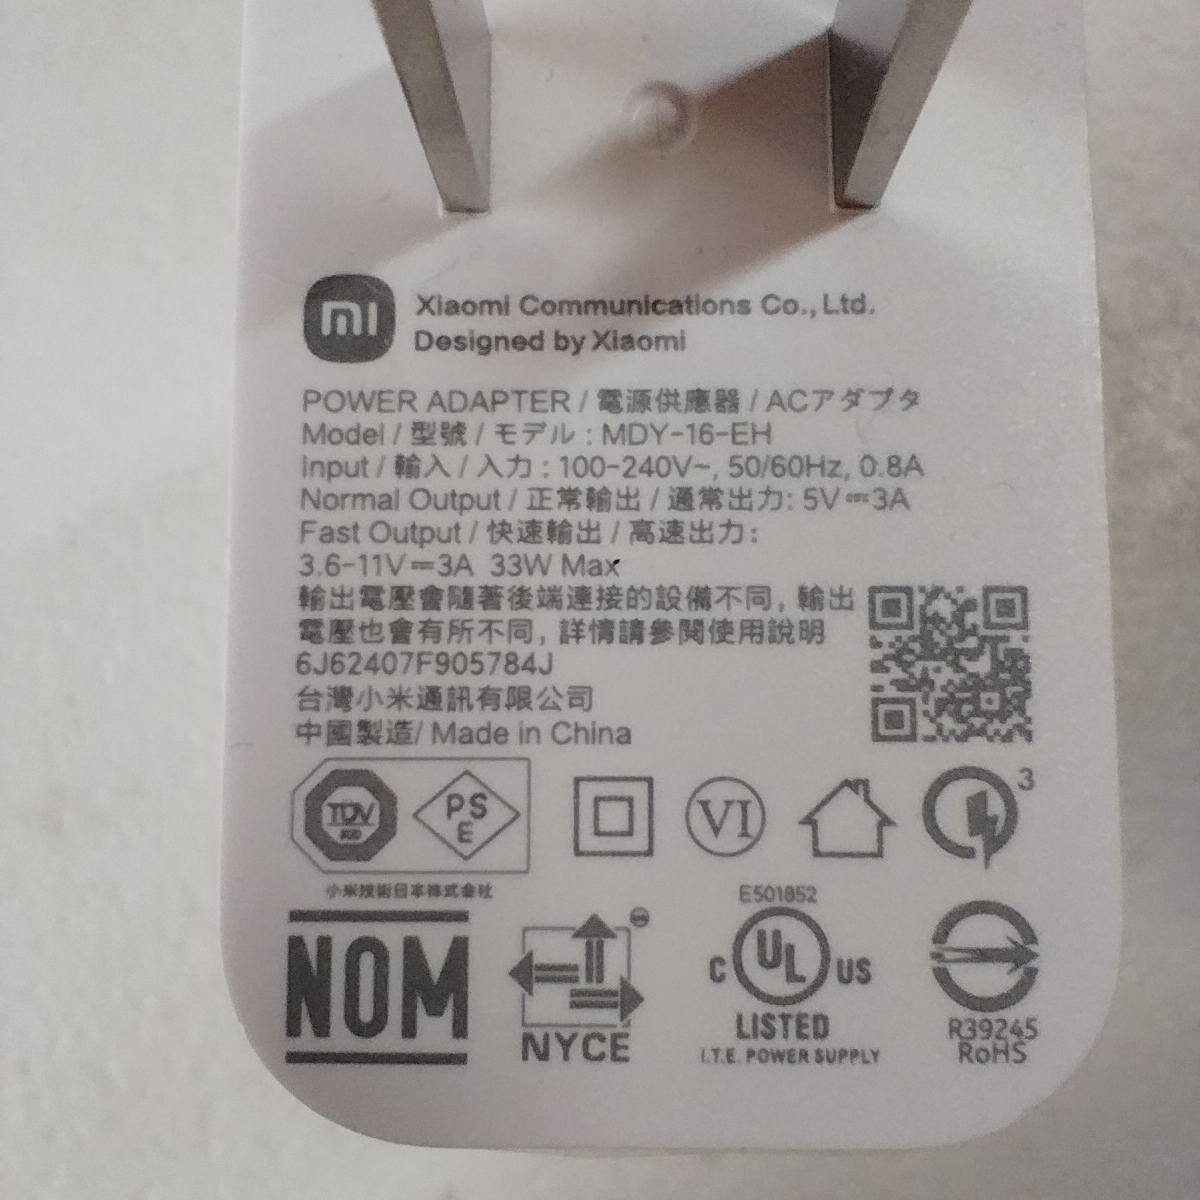 mi
Xiaomi Communications Co., Ltd.
Designed by Xiaomi
POWER ADAPTER / 電源供應器 / ACアダプタ
Model / 型號 / モデル : MDY-16-EH
Input / 輸入 / 入力 : 100-240V~, 50/60Hz, 0.8A
Normal Output / 正常輸出 / 通常出力: 5V⎓3A
Fast Output / 快速輸出 / 高速出力:
3.6-11V⎓3A 33W Max
輸出電壓會隨著後端連接的設備不同, 輸出
電壓也會有所不同, 詳情請參閱使用說明
6J62407F905784J
台灣小米通訊有限公司
中國製造/ Made in China
TÜV SÜD PS E VI 3
小米技術日本株式会社
E501852
NOM
C UL US
NYCE
LISTED
I.T.E. POWER SUPPLY
R39245
RoHS